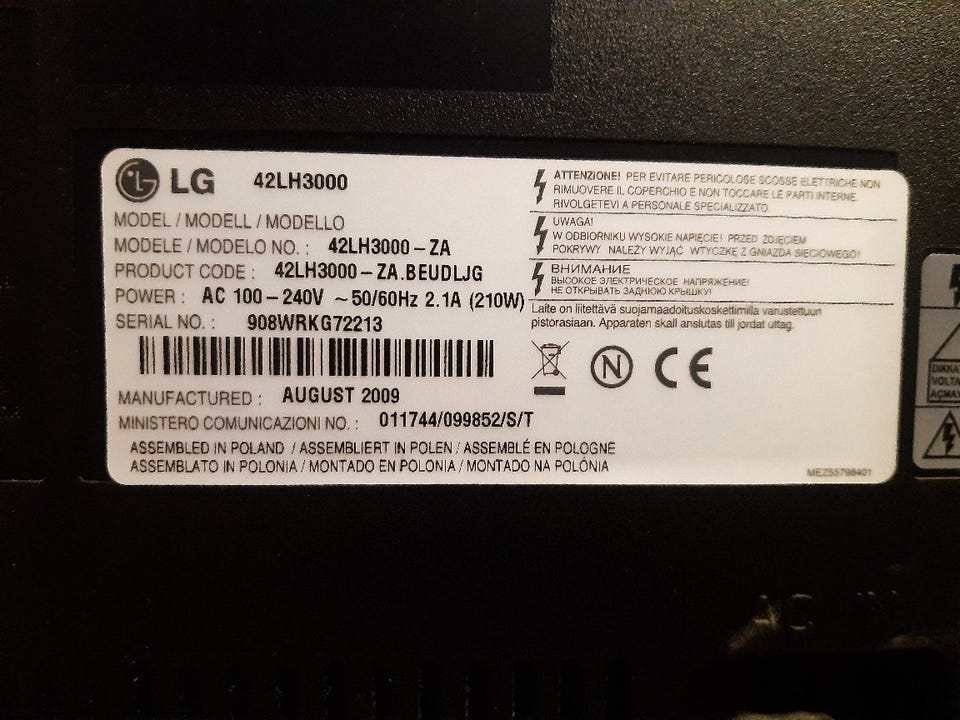 LG 42LH3000
MODEL / MODELL / MODELLO
MODELE / MODELO NO. : 42LH3000-ZA
PRODUCT CODE : 42LH3000-ZA.BEUDLJG
POWER : AC 100-240V ~50/60Hz 2.1A (210W)
SERIAL NO. : 908WRKG72213
MANUFACTURED : AUGUST 2009
MINISTERO COMUNICAZIONI NO. : 011744/099852/S/T
ASSEMBLED IN POLAND / ASSEMBLIERT IN POLEN / ASSEMBLÉ EN POLOGNE
ASSEMBLATO IN POLONIA / MONTADO EN POLONIA / MONTADO NA POLÓNIA
ATTENZIONE! PER EVITARE PERICOLOSE SCOSSE ELETTRICHE NON
RIMUOVERE IL COPERCHIO E NON TOCCARE LE PARTI INTERNE.
RIVOLGETEVI A PERSONALE SPECIALIZZATO.
UWAGA!
W ODBIORNIKU WYSOKIE NAPIĘCIE! PRZED ZDJĘCIEM
POKRYWY NALEŻY WYJĄĆ WTYCZKĘ Z GNIAZDA SIECIOWEGO!
ВНИМАНИЕ
ВЫСОКОЕ ЭЛЕКТРИЧЕСКОЕ НАПРЯЖЕНИЕ!
НЕ ОТКРЫВАТЬ ЗАДНЮЮ КРЫШКУ!
Laite on liitettävä suojamaadoituskoskettimilla varustettuun
pistorasiaan. Apparaten skall anslutas till jordat uttag.
N CE
MEZ55798401
DIKKA
VOLTA
AÇMAY
AC IN